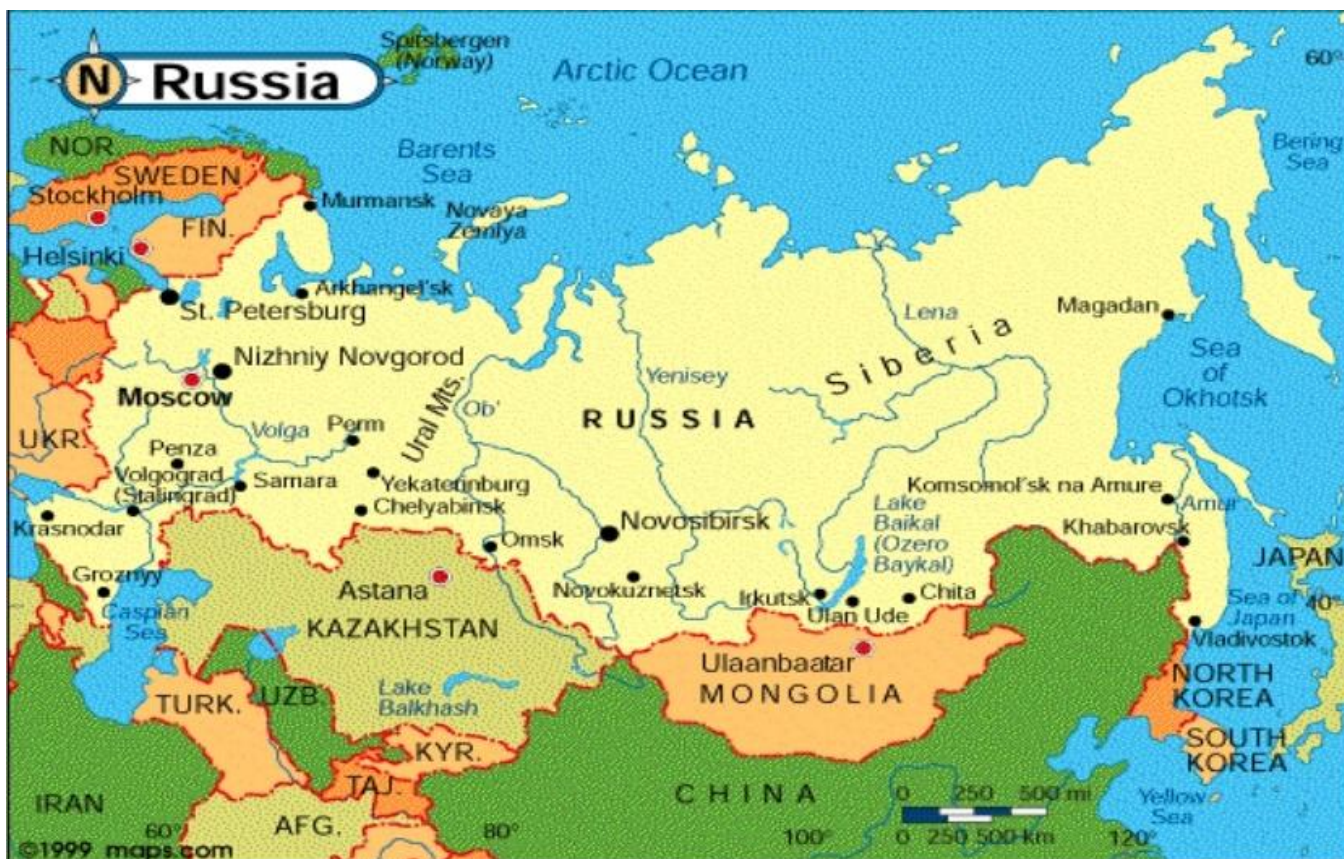 Spitsbergen
(Norway)
Arctic Ocean
60°
N
Russia
NOR.
Barents
Sea
Bering
Sea
SWEDEN
Stockholm
FIN.
Murmansk
Novaya
Zemlya
Helsinki
Arkhangel'sk
St. Petersburg
Lena
Magadan
Siberia
Sea
of
Okhotsk
Nizhniy Novgorod
Moscow
Ural Mts.
Ob'
Yenisey
RUSSIA
UKR.
Volga
Perm
Penza
Volgograd
(Stalingrad)
Samara
Yekaterinburg
Chelyabinsk
Krasnodar
Omsk
Novosibirsk
Lake
Baikal
(Ozero
Baykal)
Komsomol'sk na Amure
Amur
Khabarovsk
JAPAN
Groznyy
Astana
Novokuznetsk
Irkutsk
Ulan Ude
Chita
Sea of
Japan
40°
Caspian
Sea
KAZAKHSTAN
Vladivostok
Ulaanbaatar
MONGOLIA
NORTH
KOREA
TURK.
UZB.
Lake
Balkhash
KYR.
SOUTH
KOREA
TAJ.
IRAN
AFG.
CHINA
0 250 500 mi
0 250 500 km
Yellow
Sea
60°
80°
100°
120°
©1999 maps.com